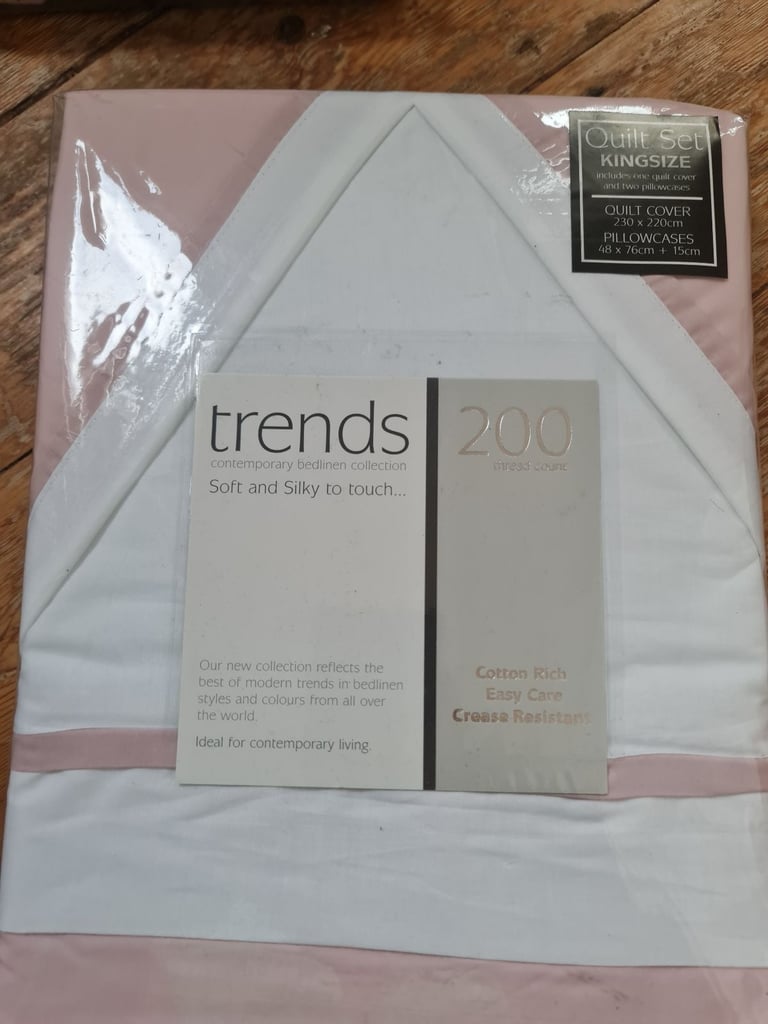 Quilt Set
KINGSIZE
includes one quilt cover
and two pillowcases
QUILT COVER
230 x 220cm
PILLOWCASES
48 x 76cm + 15cm
trends
contemporary bedlinen collection
Soft and Silky to touch...
Our new collection reflects the
best of modern trends in bedlinen
styles and colours from all over
the world.
Ideal for contemporary living.
200
thread count
Cotton Rich
Easy Care
Crease Resistant